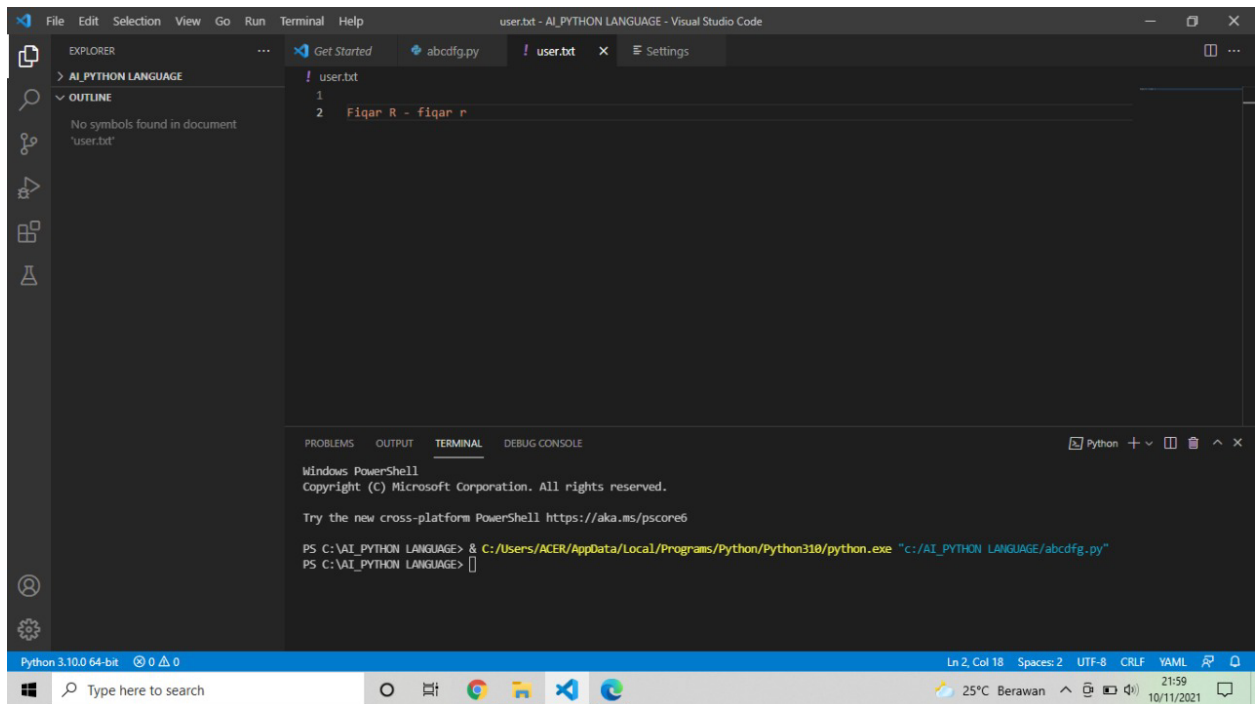 File Edit Selection View Go Run Terminal Help user.txt - AI_PYTHON LANGUAGE - Visual Studio Code
EXPLORER
Get Started abcdfg.py ! user.txt Settings
AI_PYTHON LANGUAGE
! user.txt
OUTLINE
1
No symbols found in document
'user.txt'
2 Fiqar R - fiqar r
PROBLEMS OUTPUT TERMINAL DEBUG CONSOLE Python
Windows PowerShell
Copyright (C) Microsoft Corporation. All rights reserved.
Try the new cross-platform PowerShell https://aka.ms/pscore6
PS C:\AI_PYTHON LANGUAGE> & C:/Users/ACER/AppData/Local/Programs/Python/Python310/python.exe "c:/AI_PYTHON LANGUAGE/abcdfg.py"
PS C:\AI_PYTHON LANGUAGE>
Python 3.10.0 64-bit 0 0 Ln 2, Col 18 Spaces: 2 UTF-8 CRLF YAML
Type here to search 25°C Berawan 21:59
10/11/2021